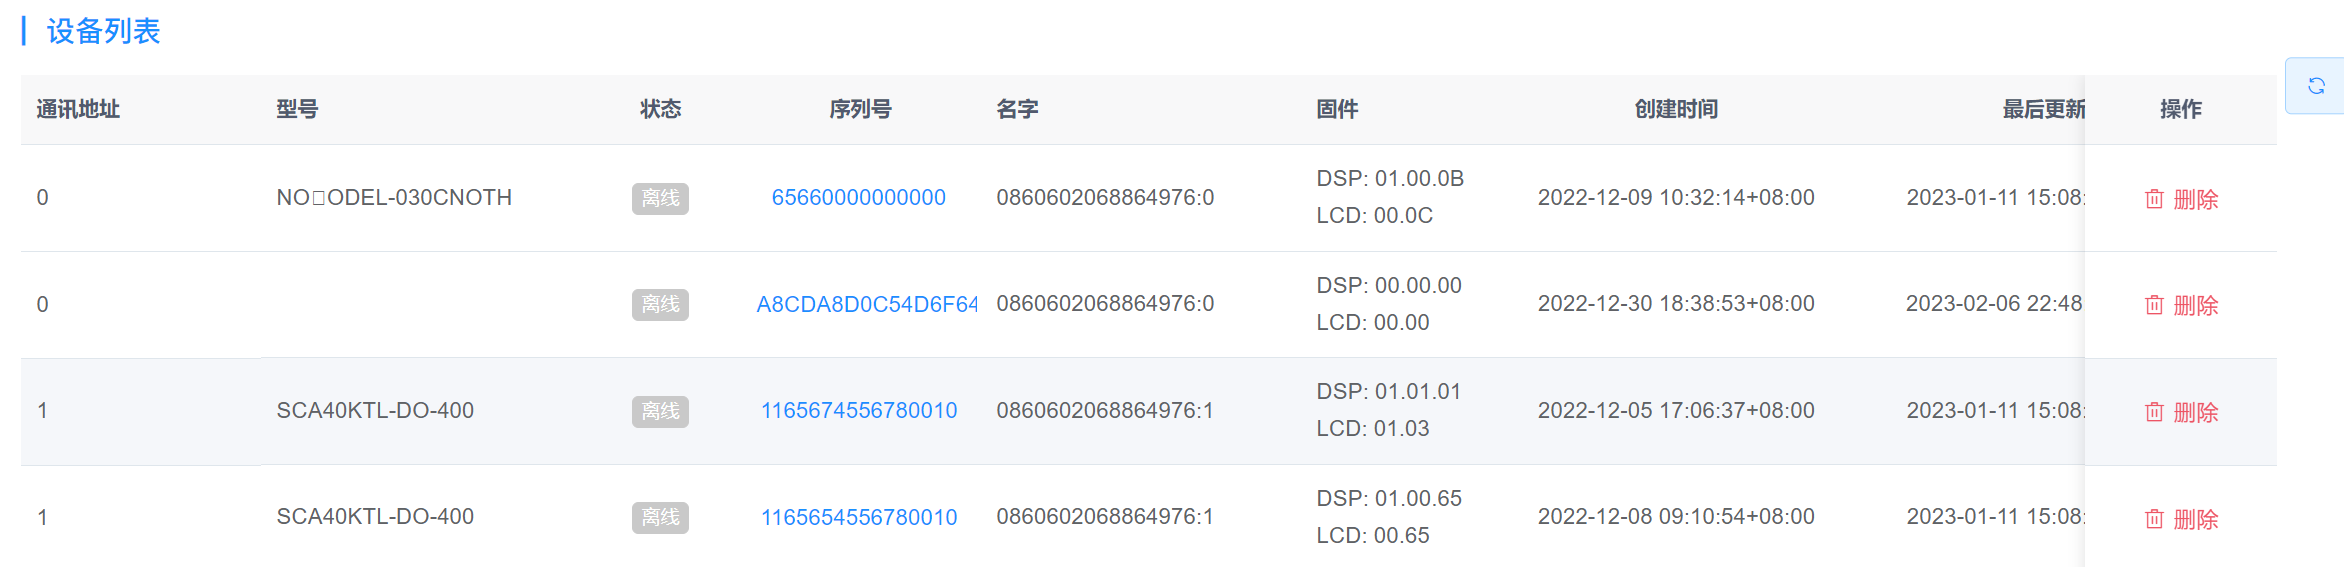 设备列表
通讯地址 型号 状态 序列号 名字 固件 创建时间 最后更新 操作
0 NO□ODEL-030CNOTH 离线 65660000000000 0860602068864976:0 DSP: 01.00.0B 2022-12-09 10:32:14+08:00 2023-01-11 15:08: 删除
LCD: 00.0C
0 离线 A8CDA8D0C54D6F64 0860602068864976:0 DSP: 00.00.00 2022-12-30 18:38:53+08:00 2023-02-06 22:48 删除
LCD: 00.00
1 SCA40KTL-DO-400 离线 1165674556780010 0860602068864976:1 DSP: 01.01.01 2022-12-05 17:06:37+08:00 2023-01-11 15:08: 删除
LCD: 01.03
1 SCA40KTL-DO-400 离线 1165654556780010 0860602068864976:1 DSP: 01.00.65 2022-12-08 09:10:54+08:00 2023-01-11 15:08: 删除
LCD: 00.65